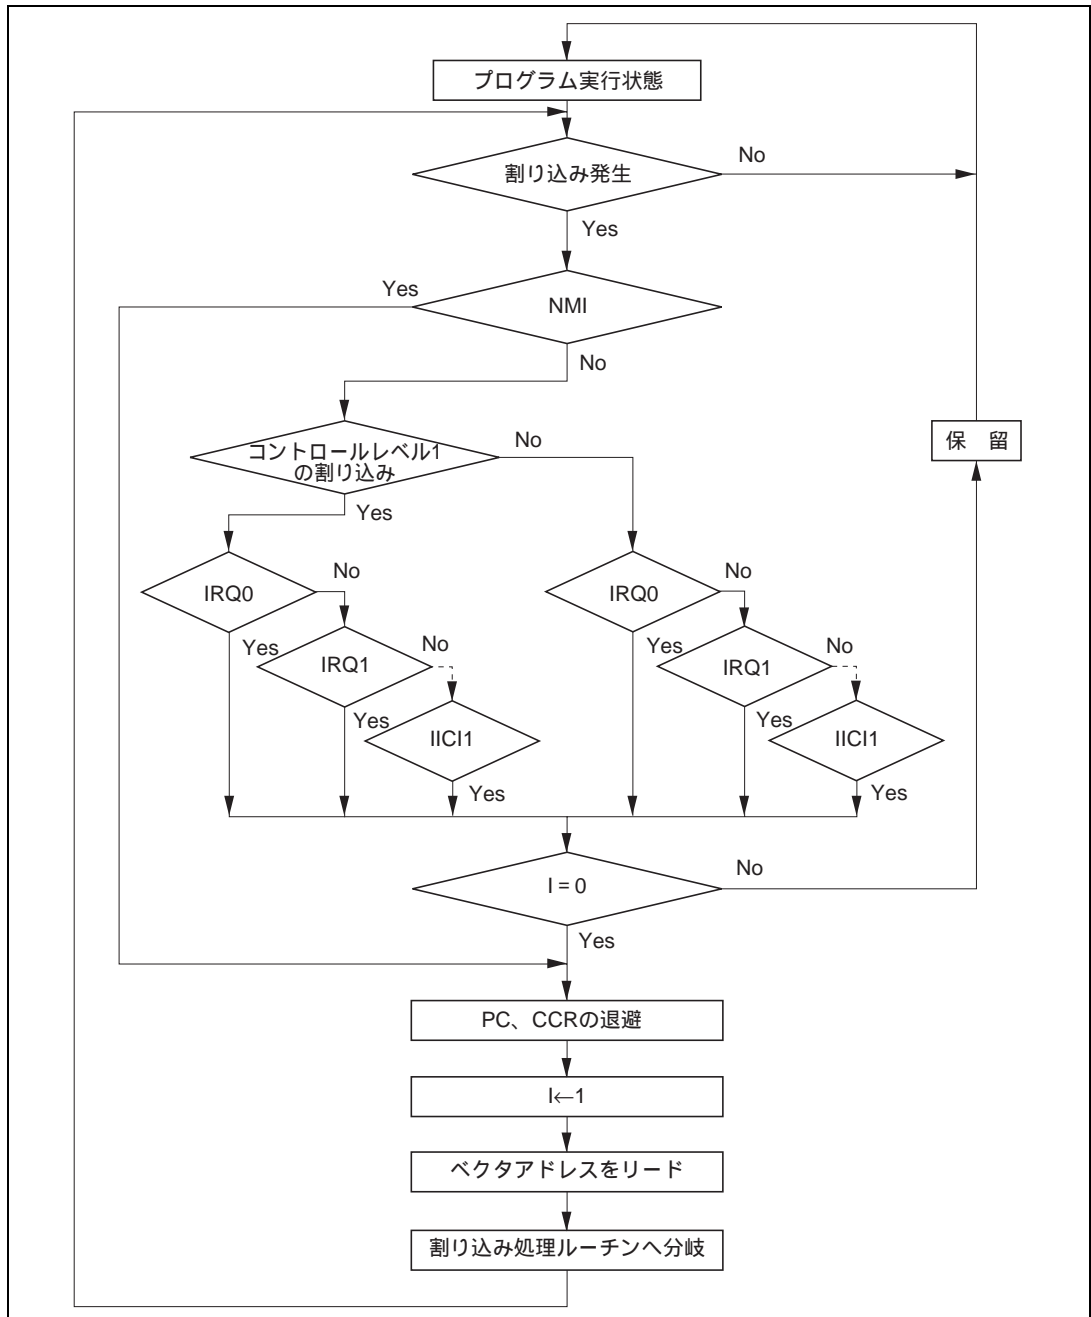 プログラム実行状態
割り込み発生
No
Yes
Yes
NMI
No
コントロールレベル1
の割り込み
No
Yes
保　留
IRQ0
No
Yes
IRQ1
No
Yes
IICI1
Yes
IRQ0
No
Yes
IRQ1
No
Yes
IICI1
Yes
I = 0
No
Yes
PC、CCRの退避
I←1
ベクタアドレスをリード
割り込み処理ルーチンへ分岐